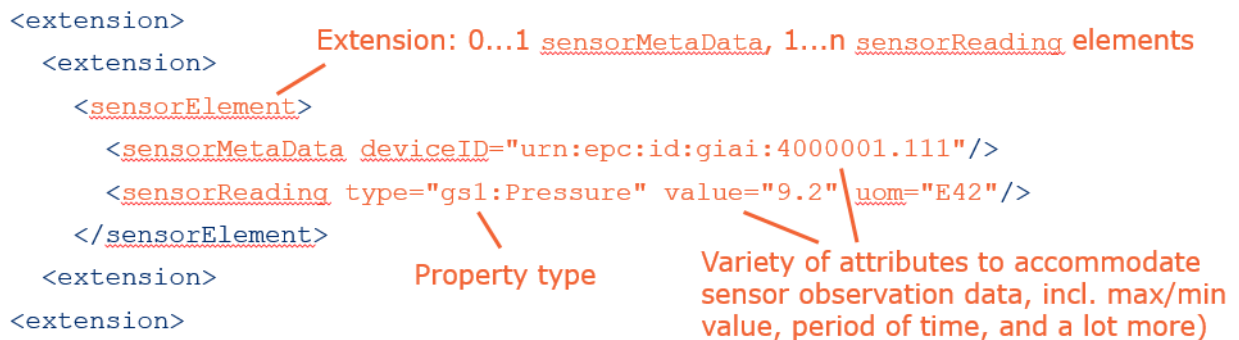 <extension>
Extension: 0...1 sensorMetaData, 1...n sensorReading elements
<extension>
<sensorElement>
<sensorMetaData deviceID="urn:epc:id:giai:4000001.111"/>
<sensorReading type="gs1:Pressure" value="9.2" uom="E42"/>
</sensorElement>
<extension>
<extension>
Property type
Variety of attributes to accommodate
sensor observation data, incl. max/min
value, period of time, and a lot more)